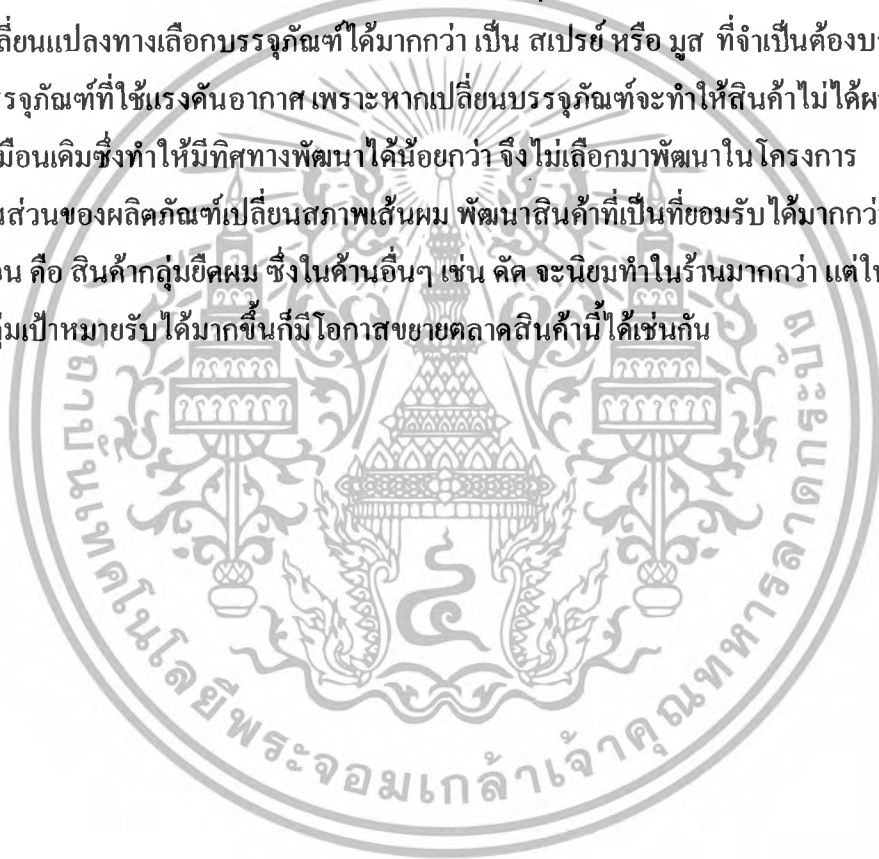 ลี่ยนแปลงทางเลือกบรรจุภัณฑ์ได้มากกว่า เป็น สเปรย์ หรือ มูส ที่จำเป็นต้องบร
รจุภัณฑ์ที่ใช้แรงดันอากาศ เพราะหากเปลี่ยนบรรจุภัณฑ์จะทำให้สินค้าไม่ได้ผ
มือนเดิมซึ่งทำให้มีทิศทางพัฒนาได้น้อยกว่า จึงไม่เลือกมาพัฒนาในโครงการ
นส่วนของผลิตภัณฑ์เปลี่ยนสภาพเส้นผม พัฒนาสินค้าที่เป็นที่ยอมรับได้มากกว่
อน คือ สินค้ากลุ่มยืดผม ซึ่งในด้านอื่นๆ เช่น ดัด จะนิยมทำในร้านมากกว่า แต่ใน
ุ่มเป้าหมายรับได้มากขึ้นก็มีโอกาสขยายตลาดสินค้านี้ได้เช่นกัน
สถาบันเทคโนโลยีพระจอมเกล้าเจ้าคุณทหารลาดกระบัง